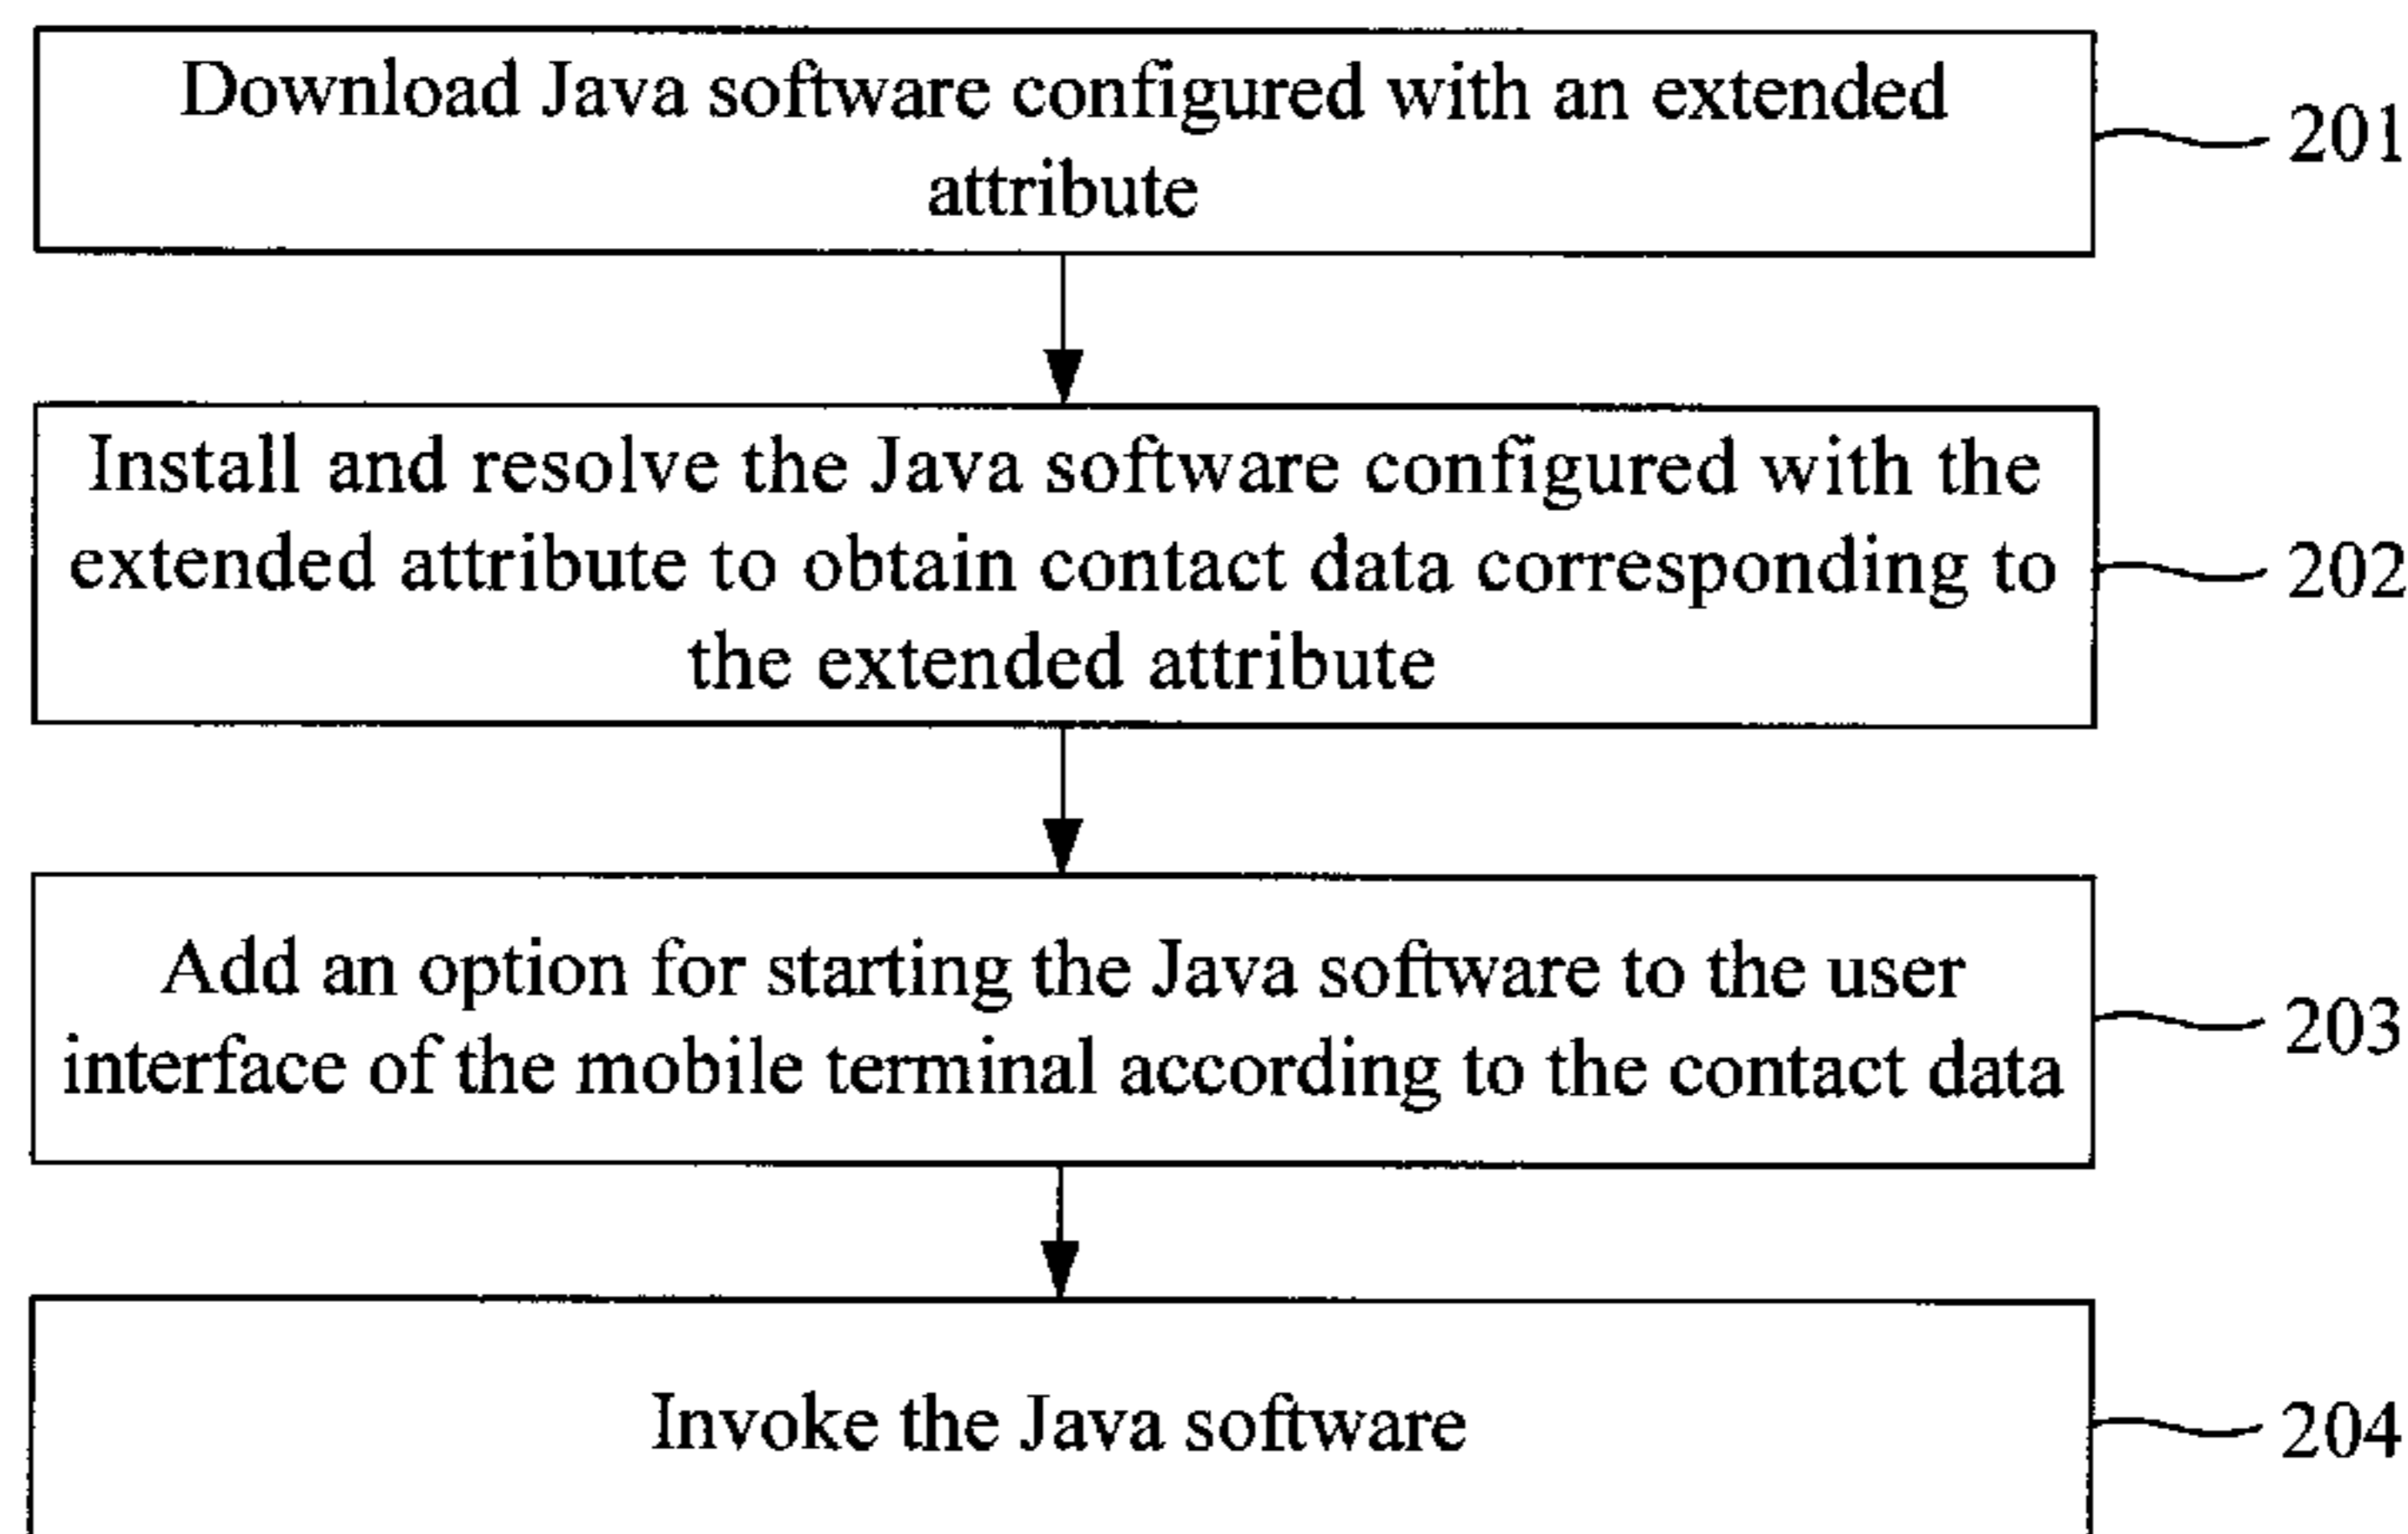 Download Java software configured with an extended
attribute
201
Install and resolve the Java software configured with the
extended attribute to obtain contact data corresponding to
the extended attribute
202
Add an option for starting the Java software to the user
interface of the mobile terminal according to the contact data
203
Invoke the Java software
204